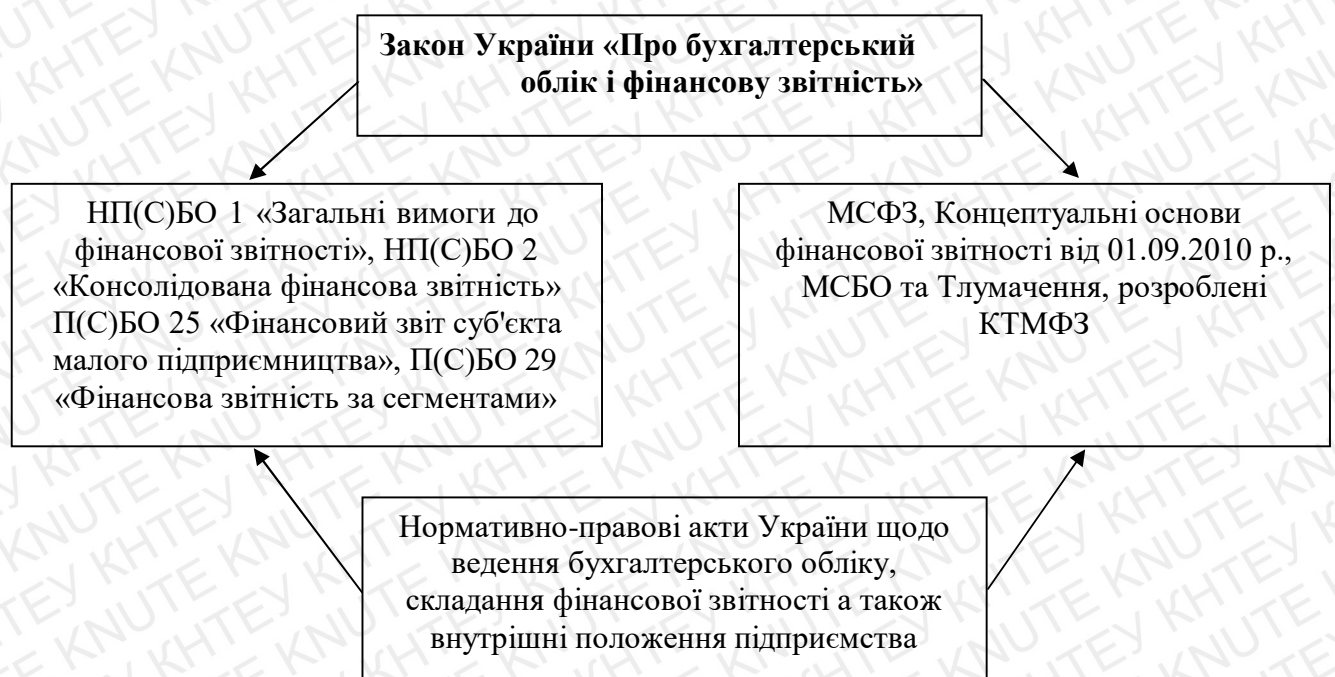 Закон України «Про бухгалтерський
облік і фінансову звітність»
НП(С)БО 1 «Загальні вимоги до
фінансової звітності», НП(С)БО 2
«Консолідована фінансова звітність»
П(С)БО 25 «Фінансовий звіт суб'єкта
малого підприємництва», П(С)БО 29
«Фінансова звітність за сегментами»
МСФЗ, Концептуальні основи
фінансової звітності від 01.09.2010 р.,
МСБО та Тлумачення, розроблені
КТМФЗ
Нормативно-правові акти України щодо
ведення бухгалтерського обліку,
складання фінансової звітності а також
внутрішні положення підприємства